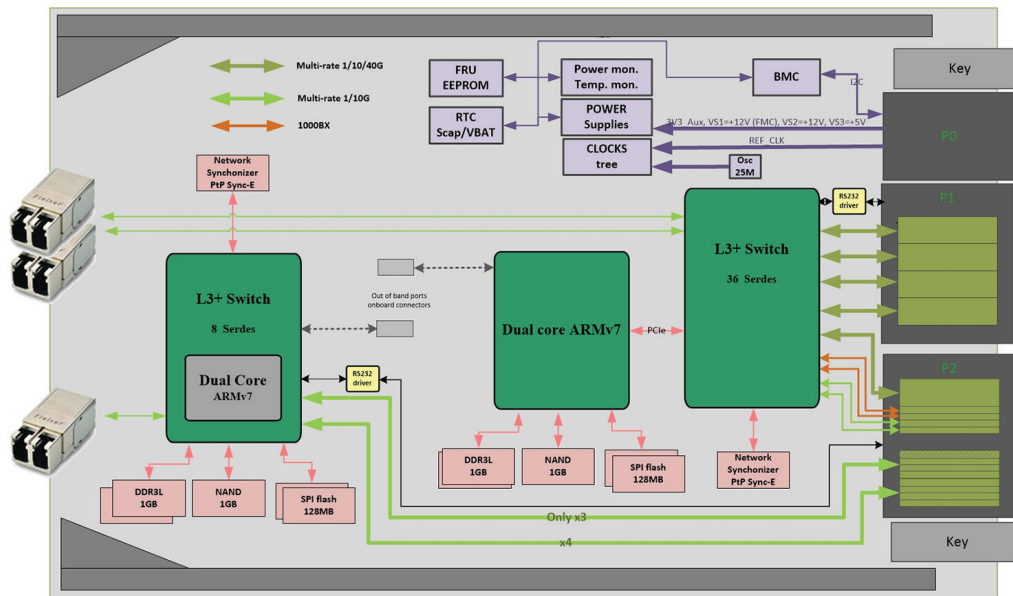 Multi-rate 1/10/40G
Multi-rate 1/10G
1000BX
FRU
EEPROM
Power mon.
Temp. mon.
BMC
I2C
Key
RTC
Scap/VBAT
POWER
Supplies
3V3_Aux, VS1=+12V (FMC), VS2=+12V, VS3=+5V
P0
CLOCKS
tree
REF_CLK
Osc
25M
Network
Synchonizer
PtP Sync-E
RS232
driver
P1
L3+ Switch
36 Serdes
L3+ Switch
8 Serdes
Out of band ports
onboard connectors
Dual core ARMv7
PCIe
Dual Core
ARMv7
RS232
driver
P2
Finisar
DDR3L
1GB
NAND
1GB
SPI flash
128MB
DDR3L
1GB
NAND
1GB
SPI flash
128MB
Network
Synchonizer
PtP Sync-E
Only x3
x4
Key